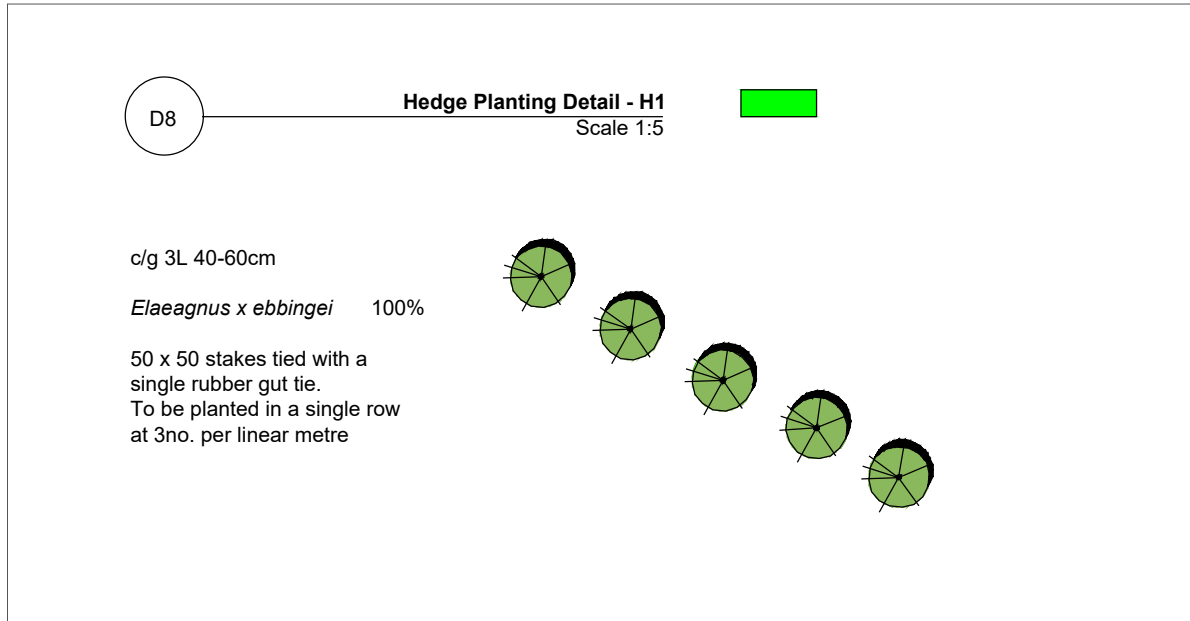 D8
Hedge Planting Detail - H1
Scale 1:5
c/g 3L 40-60cm
Elaeagnus x ebbingei 100%
50 x 50 stakes tied with a
single rubber gut tie.
To be planted in a single row
at 3no. per linear metre